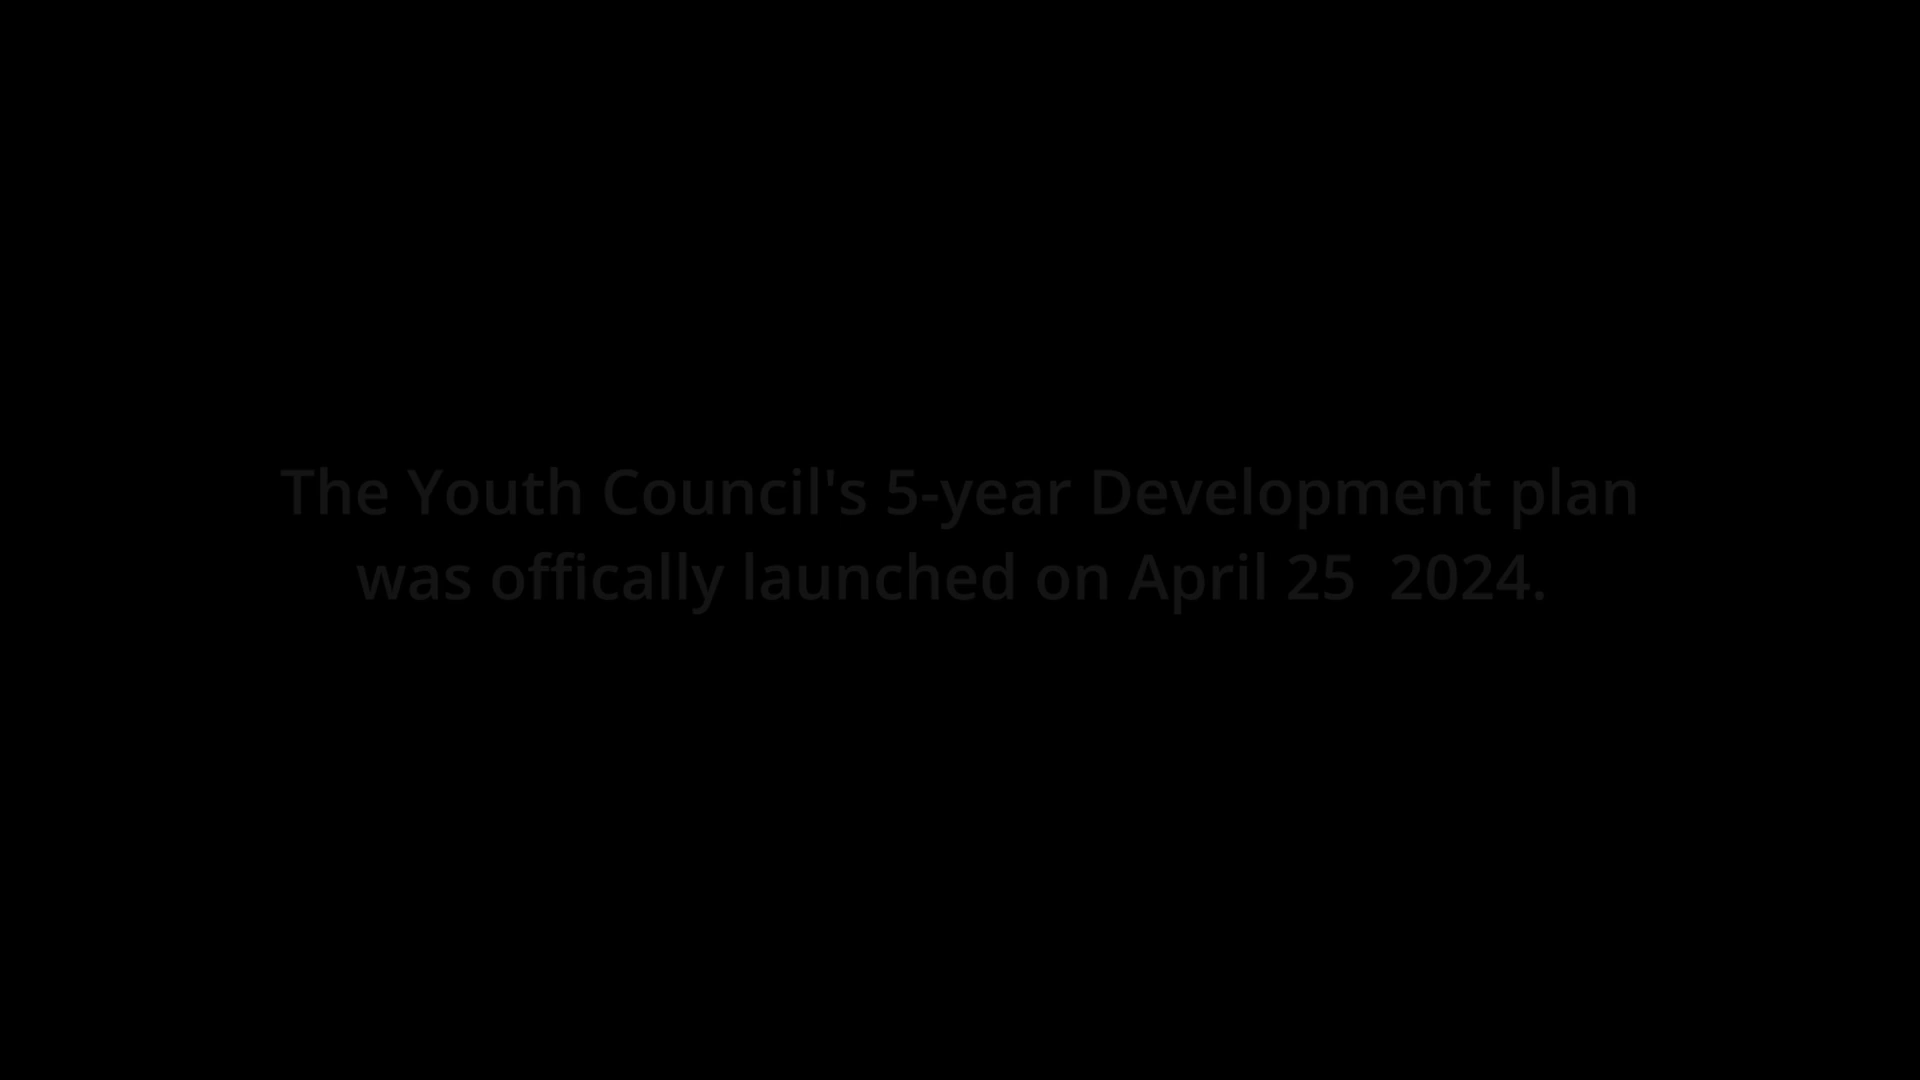 The Youth Council's 5-year Development plan
was offically launched on April 25  2024.